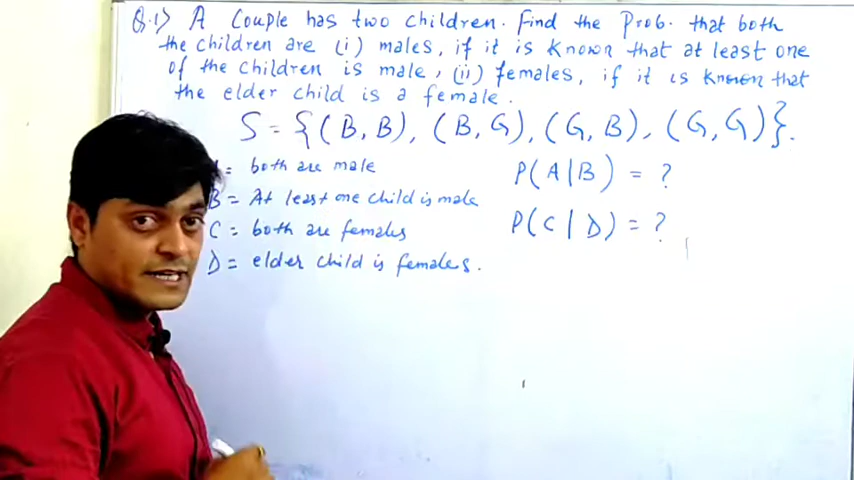 Q.1) A Couple has two children. Find the Prob. that both
the children are (i) males, if it is known that at least one
of the children is male, (ii) females, if it is known that
the elder child is a female.
S = {(B, B), (B, G), (G, B), (G, G)}.
= both are male P(A|B) = ?
B = At least one child is male
C = both are females P(C|D) = ?
D = elder child is females.